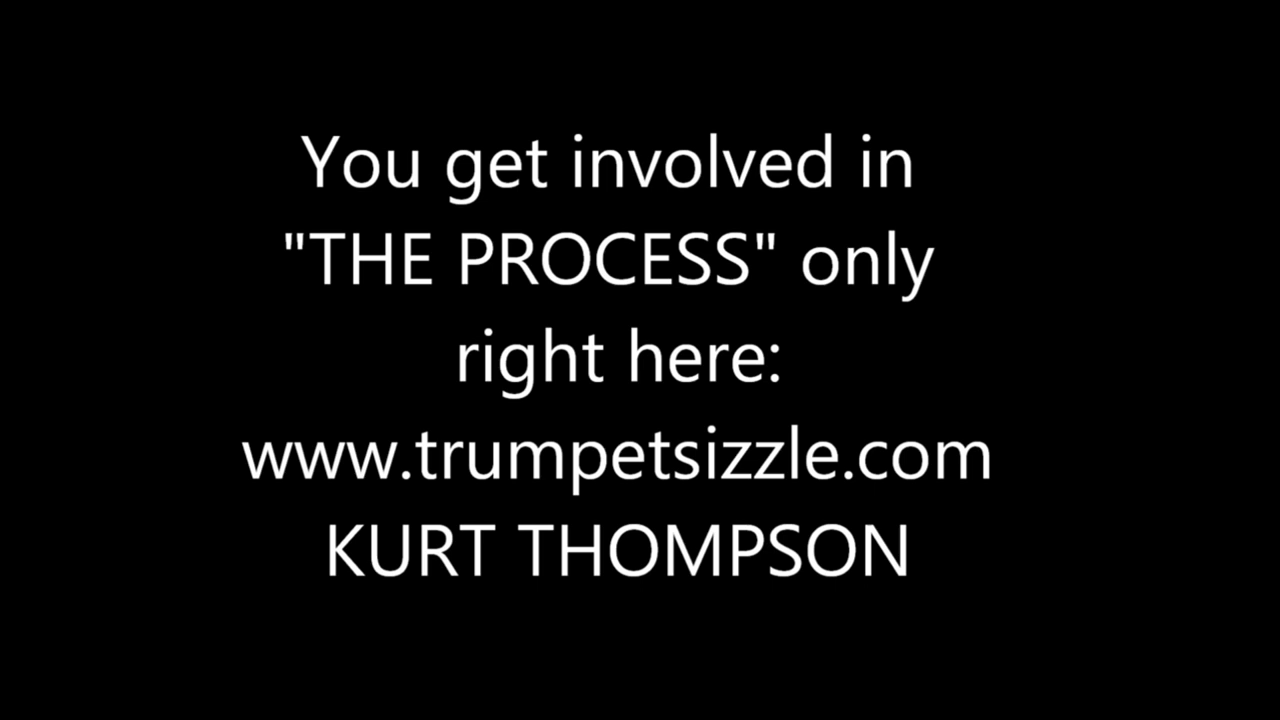 You get involved in
"THE PROCESS" only
right here:
www.trumpetsizzle.com
KURT THOMPSON